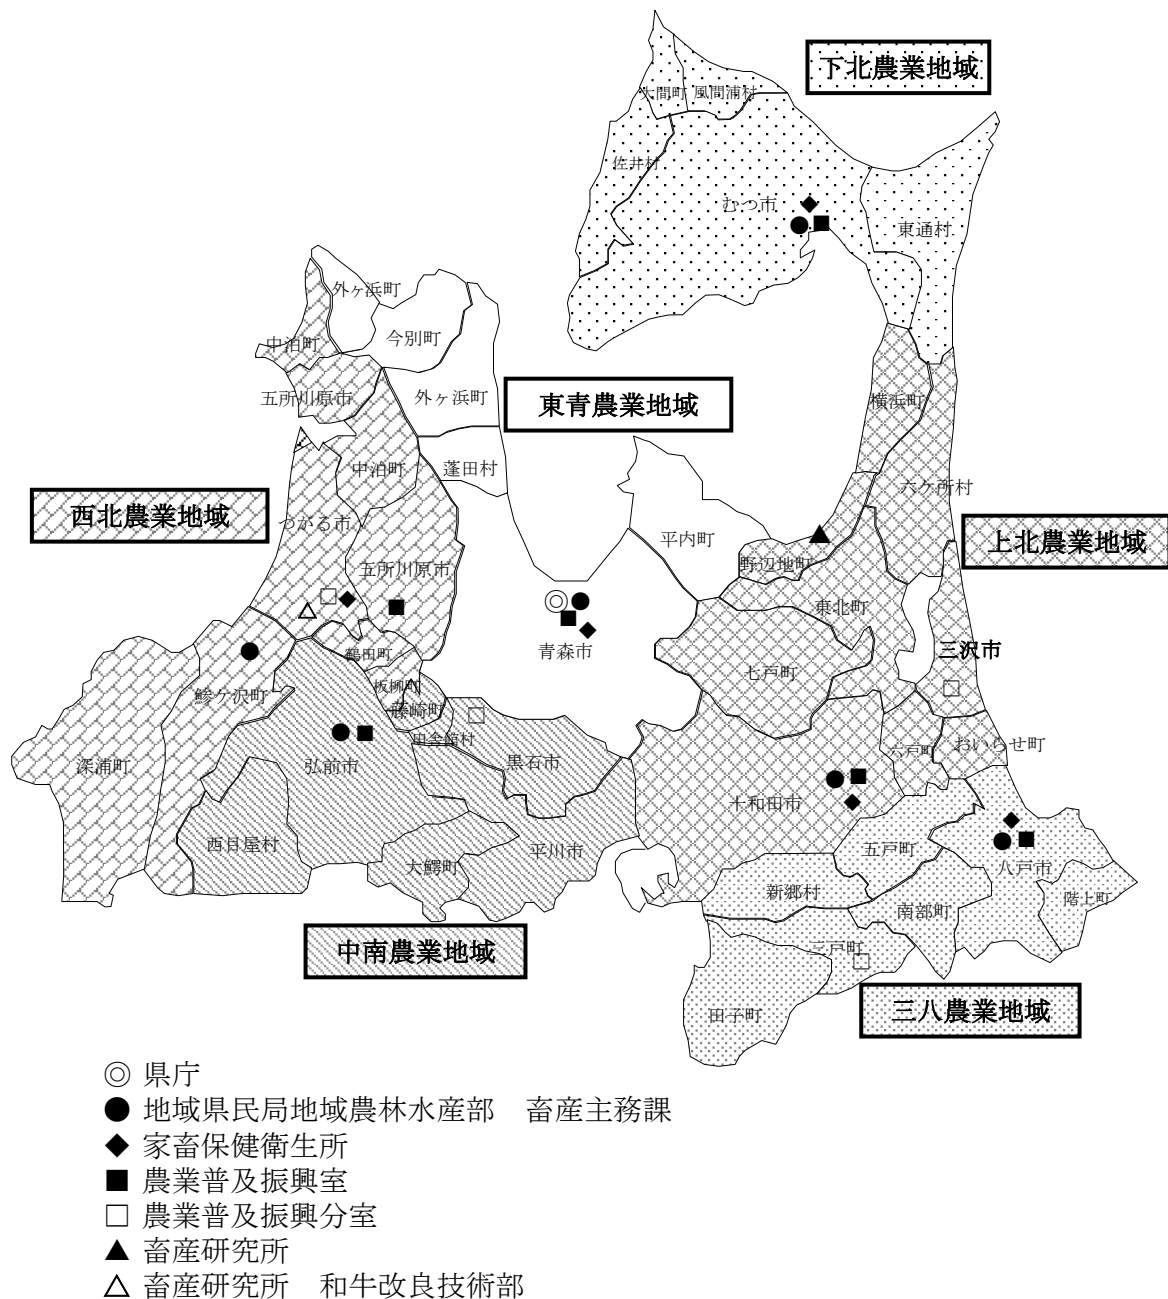 下北農業地域
大間町
風間浦村
佐井村
むつ市
東通村
外ヶ浜町
今別町
中泊町
五所川原市
外ヶ浜町
東青農業地域
横浜町
中泊町
蓬田村
六ケ所村
西北農業地域
つがる市
平内町
上北農業地域
五所川原市
野辺地町
東北町
青森市
三沢市
鶴田町
七戸町
板柳町
鰺ケ沢町
藤崎町
田舎館村
おいらせ町
六戸町
深浦町
弘前市
黒石市
十和田市
西目屋村
平川市
五戸町
大鰐町
八戸市
新郷村
階上町
南部町
中南農業地域
三戸町
田子町
三八農業地域
◎ 県庁
● 地域県民局地域農林水産部　畜産主務課
◆ 家畜保健衛生所
■ 農業普及振興室
□ 農業普及振興分室
▲ 畜産研究所
△ 畜産研究所　和牛改良技術部